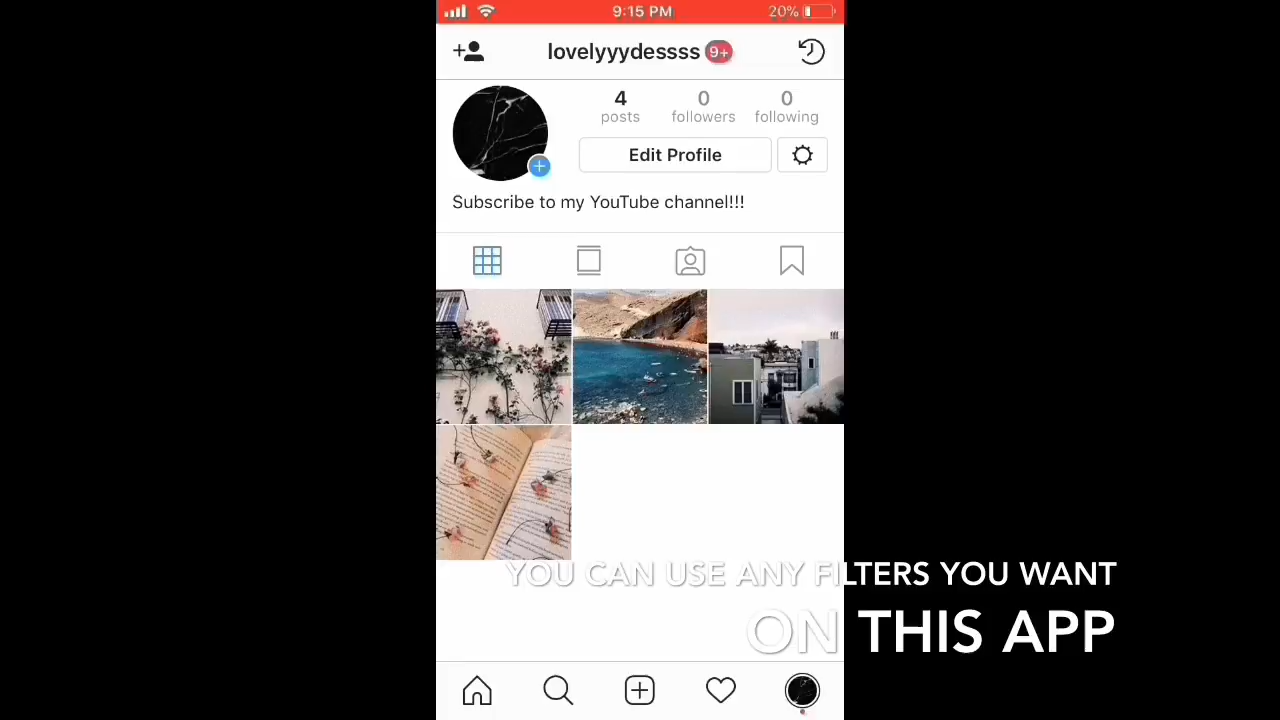 9:15 PM 20%
lovelyyydessss 9+
4 0 0
posts followers following
Edit Profile
Subscribe to my YouTube channel!!!
YOU CAN USE ANY FILTERS YOU WANT
ON THIS APP